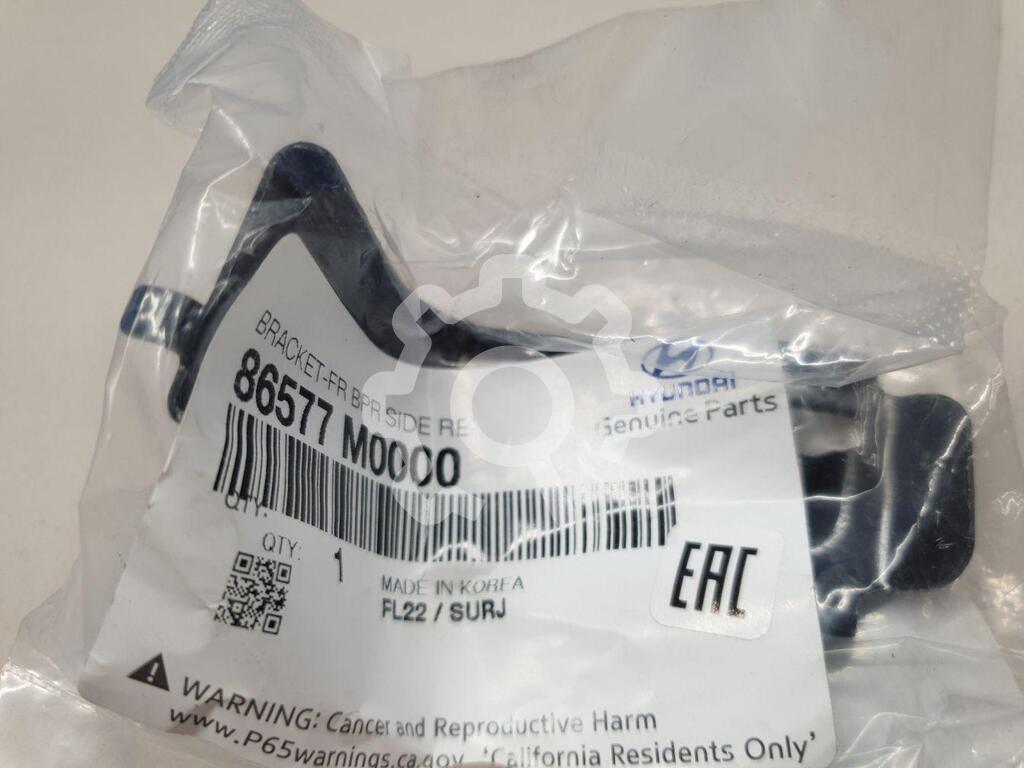 BRACKET-FR BPR SIDE RE
86577 M0000
HYUNDAI
Genuine Parts
QTY:
QTY: 1
MADE IN KOREA
FL22 / SURJ
EAC
WARNING: Cancer and Reproductive Harm
www.P65warnings.ca.gov 'California Residents Only'